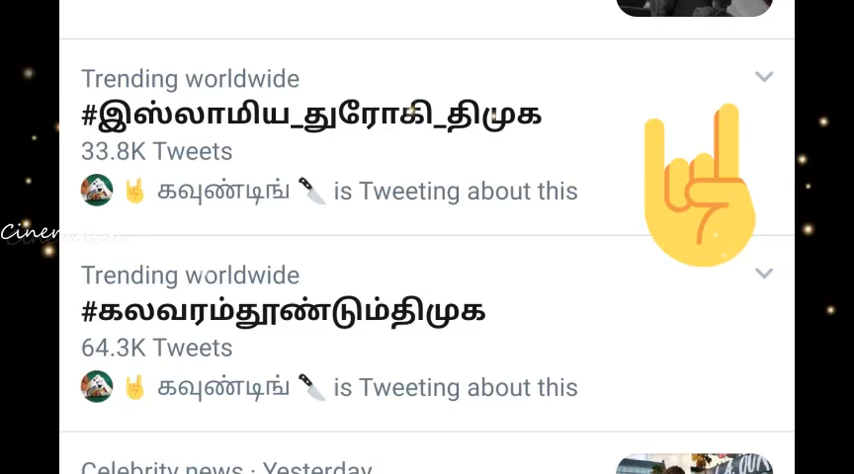 Trending worldwide
#இஸ்லாமிய_துரோகி_திமுக
33.8K Tweets
🤘 கவுண்டிங் 🔪 is Tweeting about this
Trending worldwide
#கலவரம்தூண்டும்திமுக
64.3K Tweets
🤘 கவுண்டிங் 🔪 is Tweeting about this
Celebrity news · Yesterday